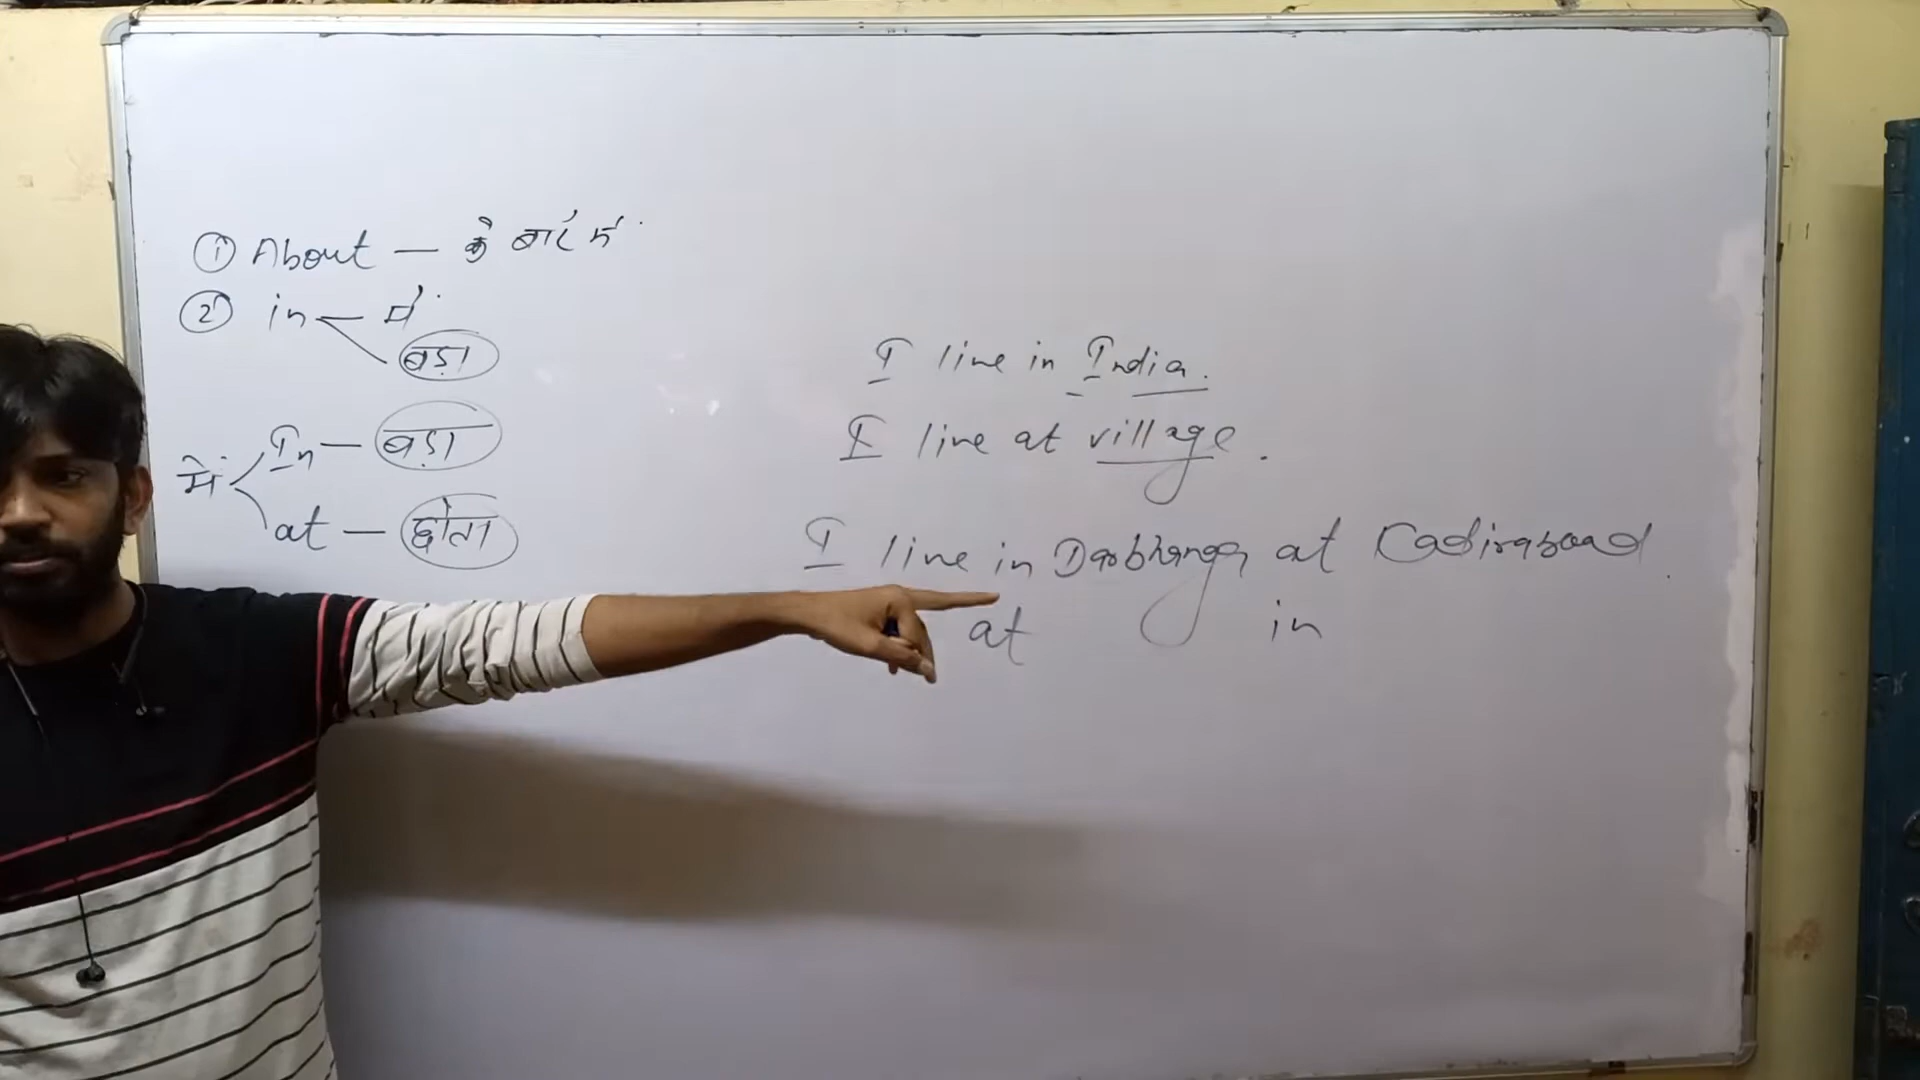 ① About — के बारे में
② in — में
बड़ा
में In — बड़ा
at — छोटा
I live in India.
I live at village.
I live in Darbhanga at Kadirabaad.
at in